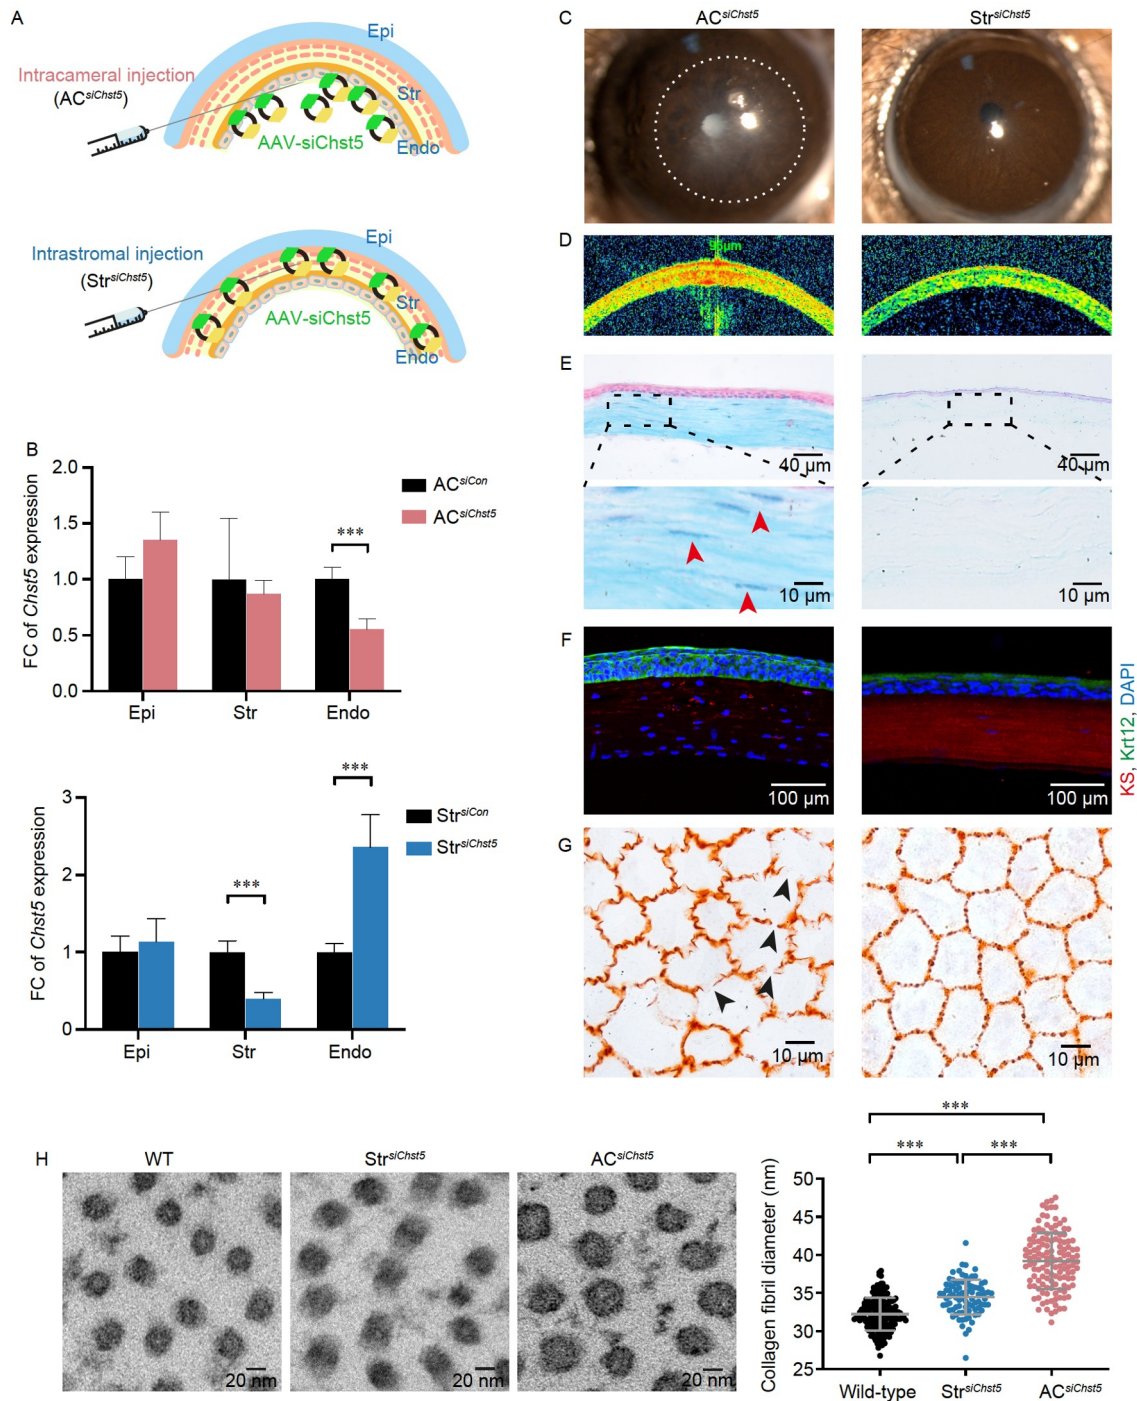 A
Epi
Intracameral injection
(AC^siChst5)
Str
AAV-siChst5
Endo
Intrastromal injection
(Str^siChst5)
Epi
Str
AAV-siChst5
Endo
B
FC of Chst5 expression
2.0
1.5
1.0
0.5
0.0
AC^siCon
AC^siChst5
***
Epi Str Endo
FC of Chst5 expression
3
2
1
0
Str^siCon
Str^siChst5
***
***
Epi Str Endo
C
AC^siChst5 Str^siChst5
D
95µm
E
40 µm 40 µm
10 µm 10 µm
F
100 µm 100 µm
KS, Krt12, DAPI
G
10 µm 10 µm
H
WT Str^siChst5 AC^siChst5
20 nm 20 nm 20 nm
Collagen fibril diameter (nm)
***
*** ***
50
45
40
35
30
25
Wild-type Str^siChst5 AC^siChst5